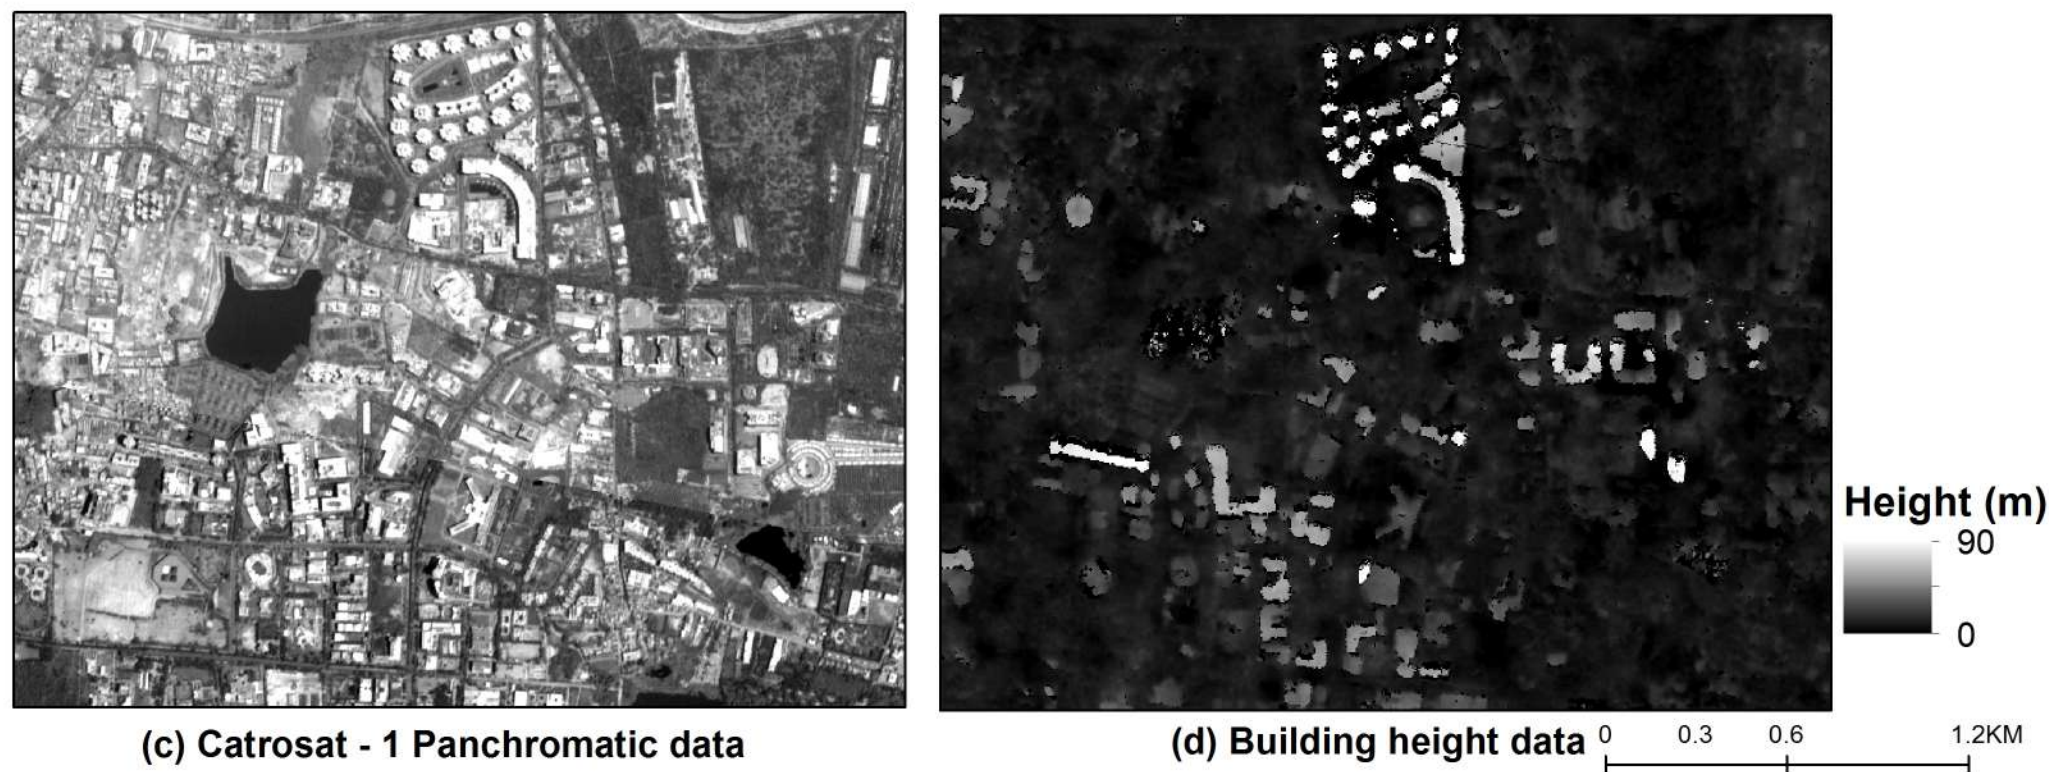 Height (m)
90
0
(c) Catrosat - 1 Panchromatic data
(d) Building height data
0 0.3 0.6 1.2KM